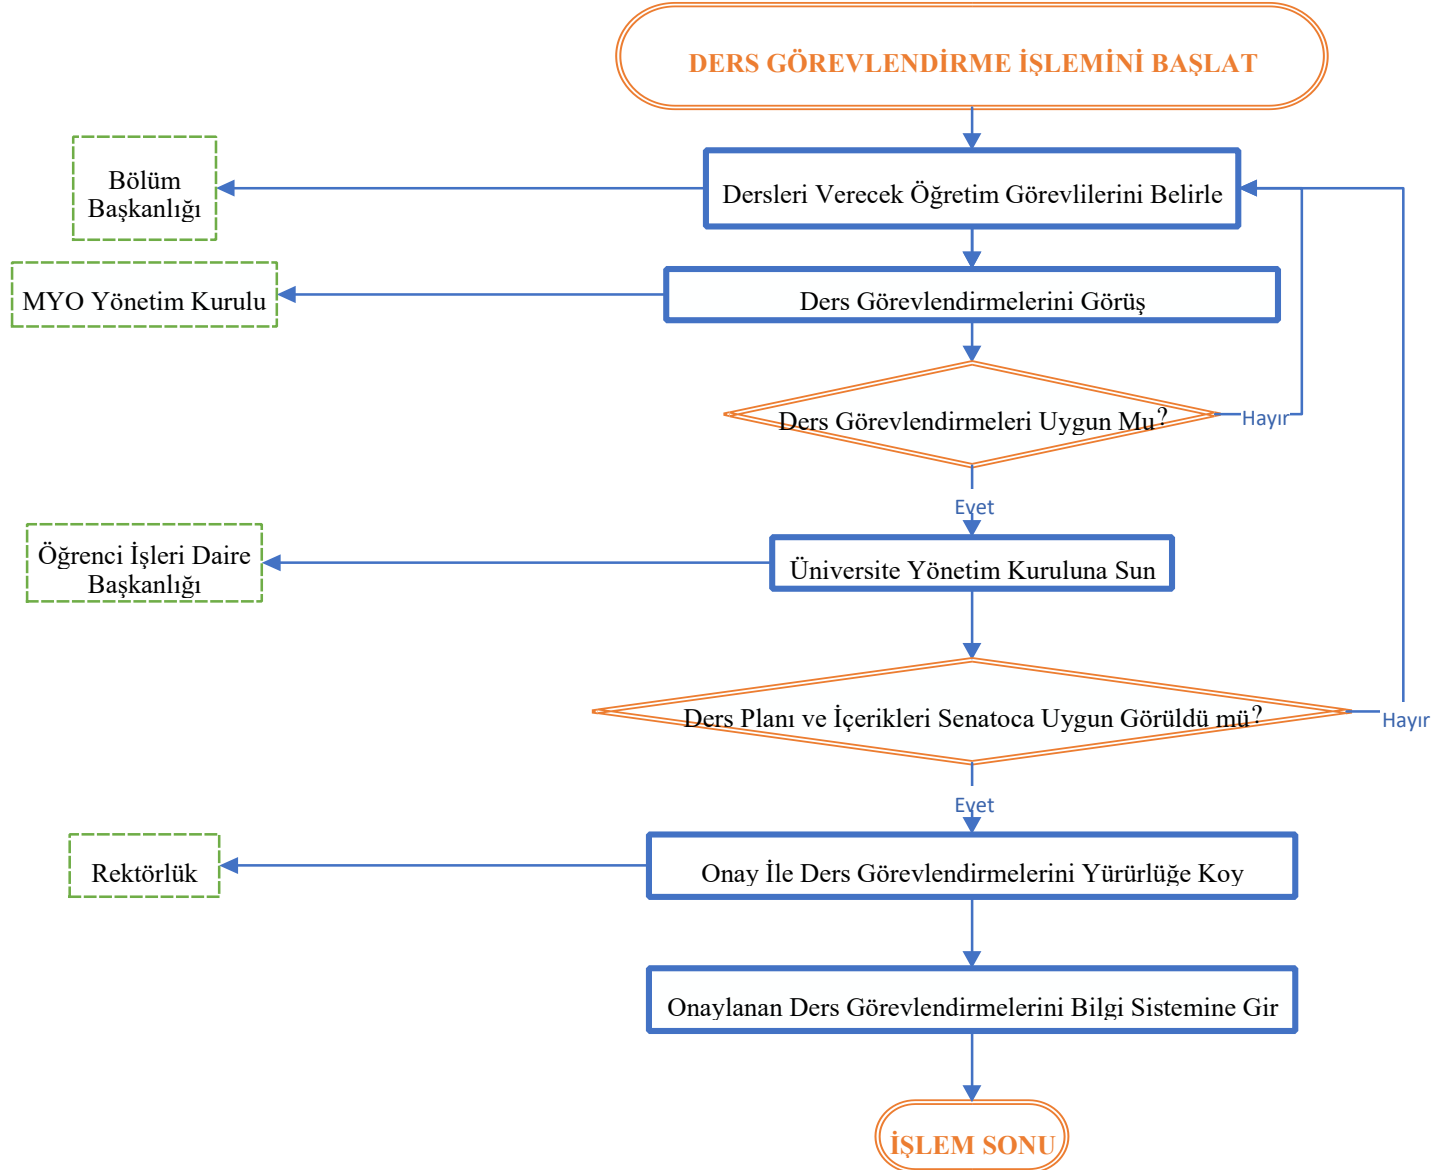 DERS GÖREVLENDİRME İŞLEMİNİ BAŞLAT
Bölüm
Başkanlığı
Dersleri Verecek Öğretim Görevlilerini Belirle
MYO Yönetim Kurulu
Ders Görevlendirmelerini Görüş
Ders Görevlendirmeleri Uygun Mu?
Hayır
Evet
Öğrenci İşleri Daire
Başkanlığı
Üniversite Yönetim Kuruluna Sun
Ders Planı ve İçerikleri Senatoca Uygun Görüldü mü?
Hayır
Evet
Rektörlük
Onay İle Ders Görevlendirmelerini Yürürlüğe Koy
Onaylanan Ders Görevlendirmelerini Bilgi Sistemine Gir
İŞLEM SONU